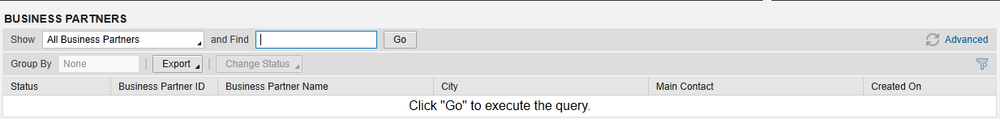 BUSINESS PARTNERS
Show All Business Partners and Find Go Advanced
Group By None Export Change Status
Status Business Partner ID Business Partner Name City Main Contact Created On
Click "Go" to execute the query.